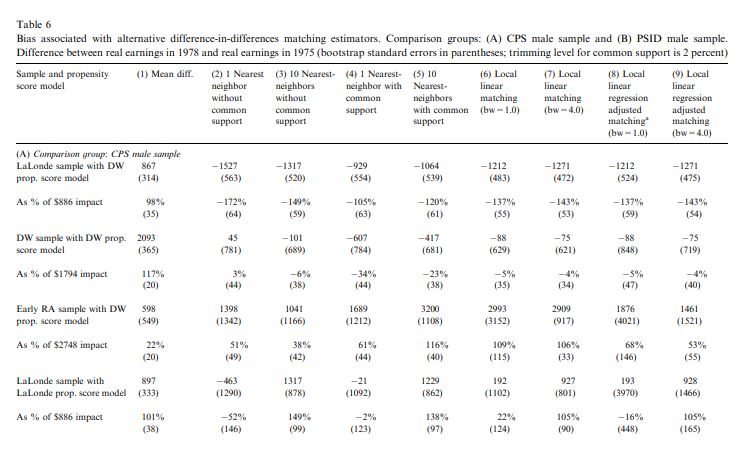 Table 6
Bias associated with alternative difference-in-differences matching estimators. Comparison groups: (A) CPS male sample and (B) PSID male sample.
Difference between real earnings in 1978 and real earnings in 1975 (bootstrap standard errors in parentheses; trimming level for common support is 2 percent)
Sample and propensity (1) Mean diff. (2) 1 Nearest (3) 10 Nearest- (4) 1 Nearest- (5) 10 (6) Local (7) Local (8) Local (9) Local
score model neighbor neighbors neighbor with Nearest- linear linear linear linear
without without common neighbors matching matching regression regression
common common support with common (bw = 1.0) (bw = 4.0) adjusted adjusted
support support support matchingᵃ matching
(bw = 1.0) (bw = 4.0)
(A) Comparison group: CPS male sample
LaLonde sample with DW 867 −1527 −1317 −929 −1064 −1212 −1271 −1212 −1271
prop. score model (314) (563) (520) (554) (539) (483) (472) (524) (475)
As % of $886 impact 98% −172% −149% −105% −120% −137% −143% −137% −143%
(35) (64) (59) (63) (61) (55) (53) (59) (54)
DW sample with DW prop. 2093 45 −101 −607 −417 −88 −75 −88 −75
score model (365) (781) (689) (784) (681) (629) (621) (848) (719)
As % of $1794 impact 117% 3% −6% −34% −23% −5% −4% −5% −4%
(20) (44) (38) (44) (38) (35) (34) (47) (40)
Early RA sample with DW 598 1398 1041 1689 3200 2993 2909 1876 1461
prop. score model (549) (1342) (1166) (1212) (1108) (3152) (917) (4021) (1521)
As % of $2748 impact 22% 51% 38% 61% 116% 109% 106% 68% 53%
(20) (49) (42) (44) (40) (115) (33) (146) (55)
LaLonde sample with 897 −463 1317 −21 1229 192 927 193 928
LaLonde prop. score model (333) (1290) (878) (1092) (862) (1102) (801) (3970) (1466)
As % of $886 impact 101% −52% 149% −2% 138% 22% 105% −16% 105%
(38) (146) (99) (123) (97) (124) (90) (448) (165)